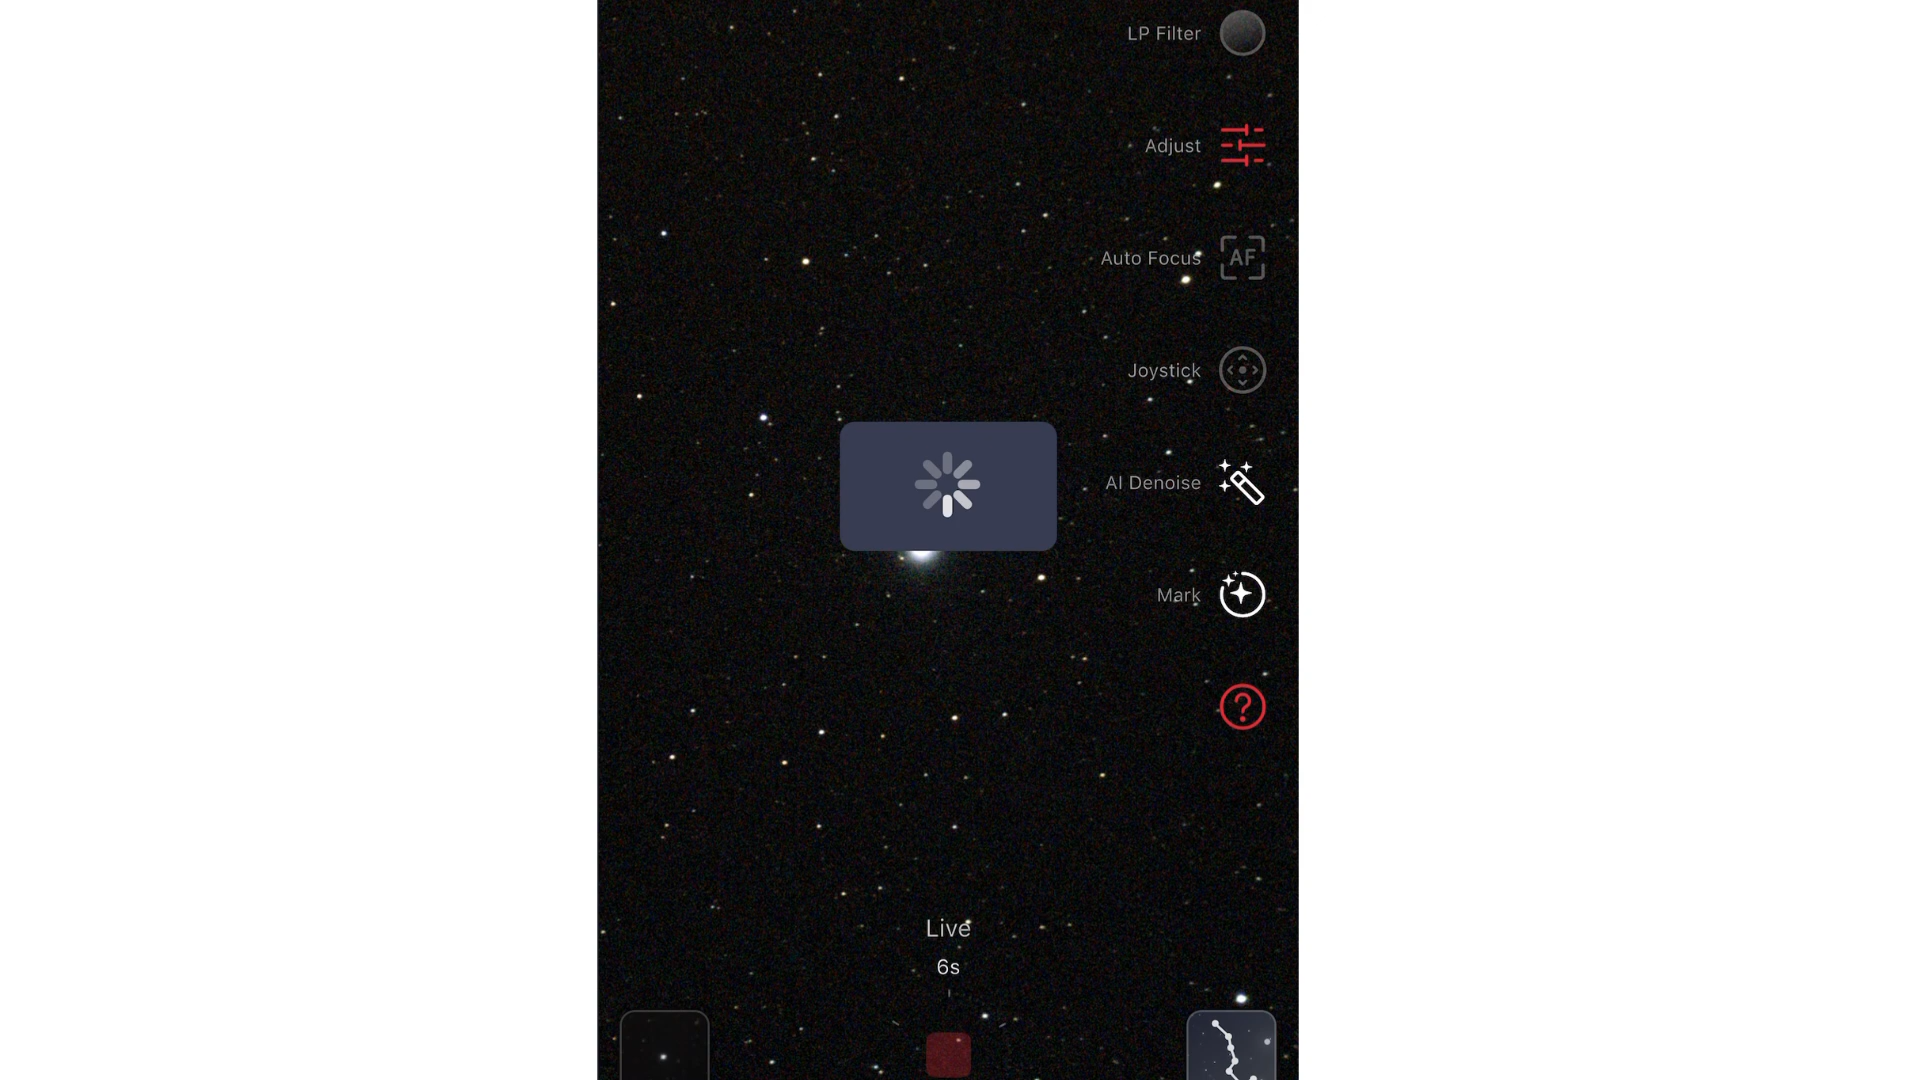 LP Filter
Adjust
Auto Focus
AF
Joystick
AI Denoise
Mark
?
Live
6s